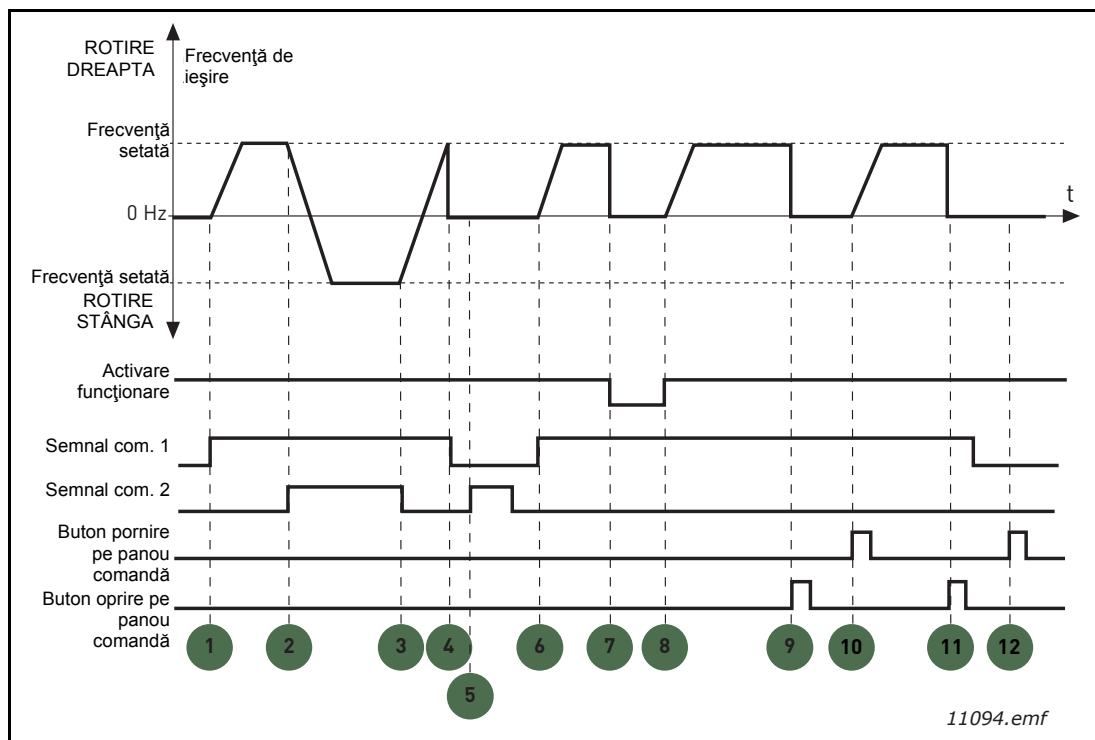 ROTIRE
DREAPTA
Frecvenţă de
ieşire
Frecvenţă
setată
0 Hz
t
Frecvenţă setată
ROTIRE
STÂNGA
Activare
funcţionare
Semnal com. 1
Semnal com. 2
Buton pornire
pe panou
comandă
Buton oprire pe
panou
comandă
1 2 3 4 6 7 8 9 10 11 12
5
11094.emf